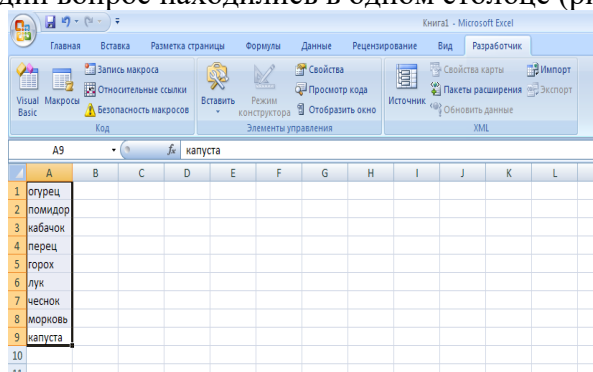 дин вопрос находились в одном столбце (ри
Книга1 - Microsoft Excel
Главная Вставка Разметка страницы Формулы Данные Рецензирование Вид Разработчик
Visual Basic
Макросы
Запись макроса
Относительные ссылки
Безопасность макросов
Код
Вставить
Режим конструктора
Свойства
Просмотр кода
Отобразить окно
Элементы управления
Источник
Свойства карты
Пакеты расширения
Обновить данные
Импорт
Экспорт
XML
A9 fx капуста
A B C D E F G H I J K L
1 огурец
2 помидор
3 кабачок
4 перец
5 горох
6 лук
7 чеснок
8 морковь
9 капуста
10